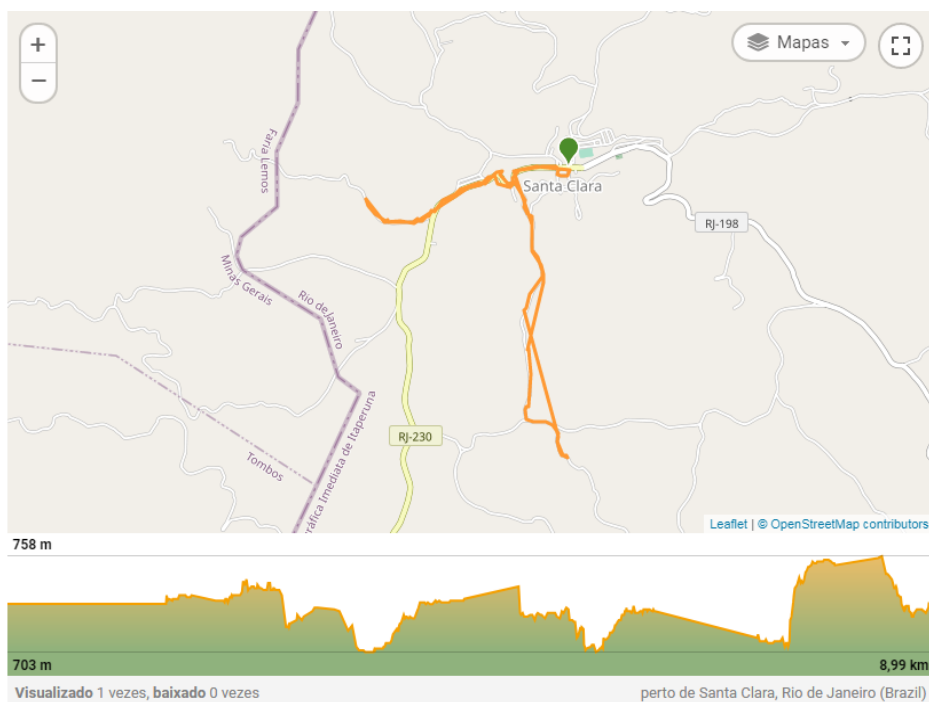 +
−
Mapas
Faria Lemos
Santa Clara
RJ-198
Minas Gerais
Rio de Janeiro
RJ-230
Tombos
ráfica Imediata de Itaperuna
Leaflet | © OpenStreetMap contributors
758 m
703 m
8,99 km
Visualizado 1 vezes, baixado 0 vezes
perto de Santa Clara, Rio de Janeiro (Brazil)